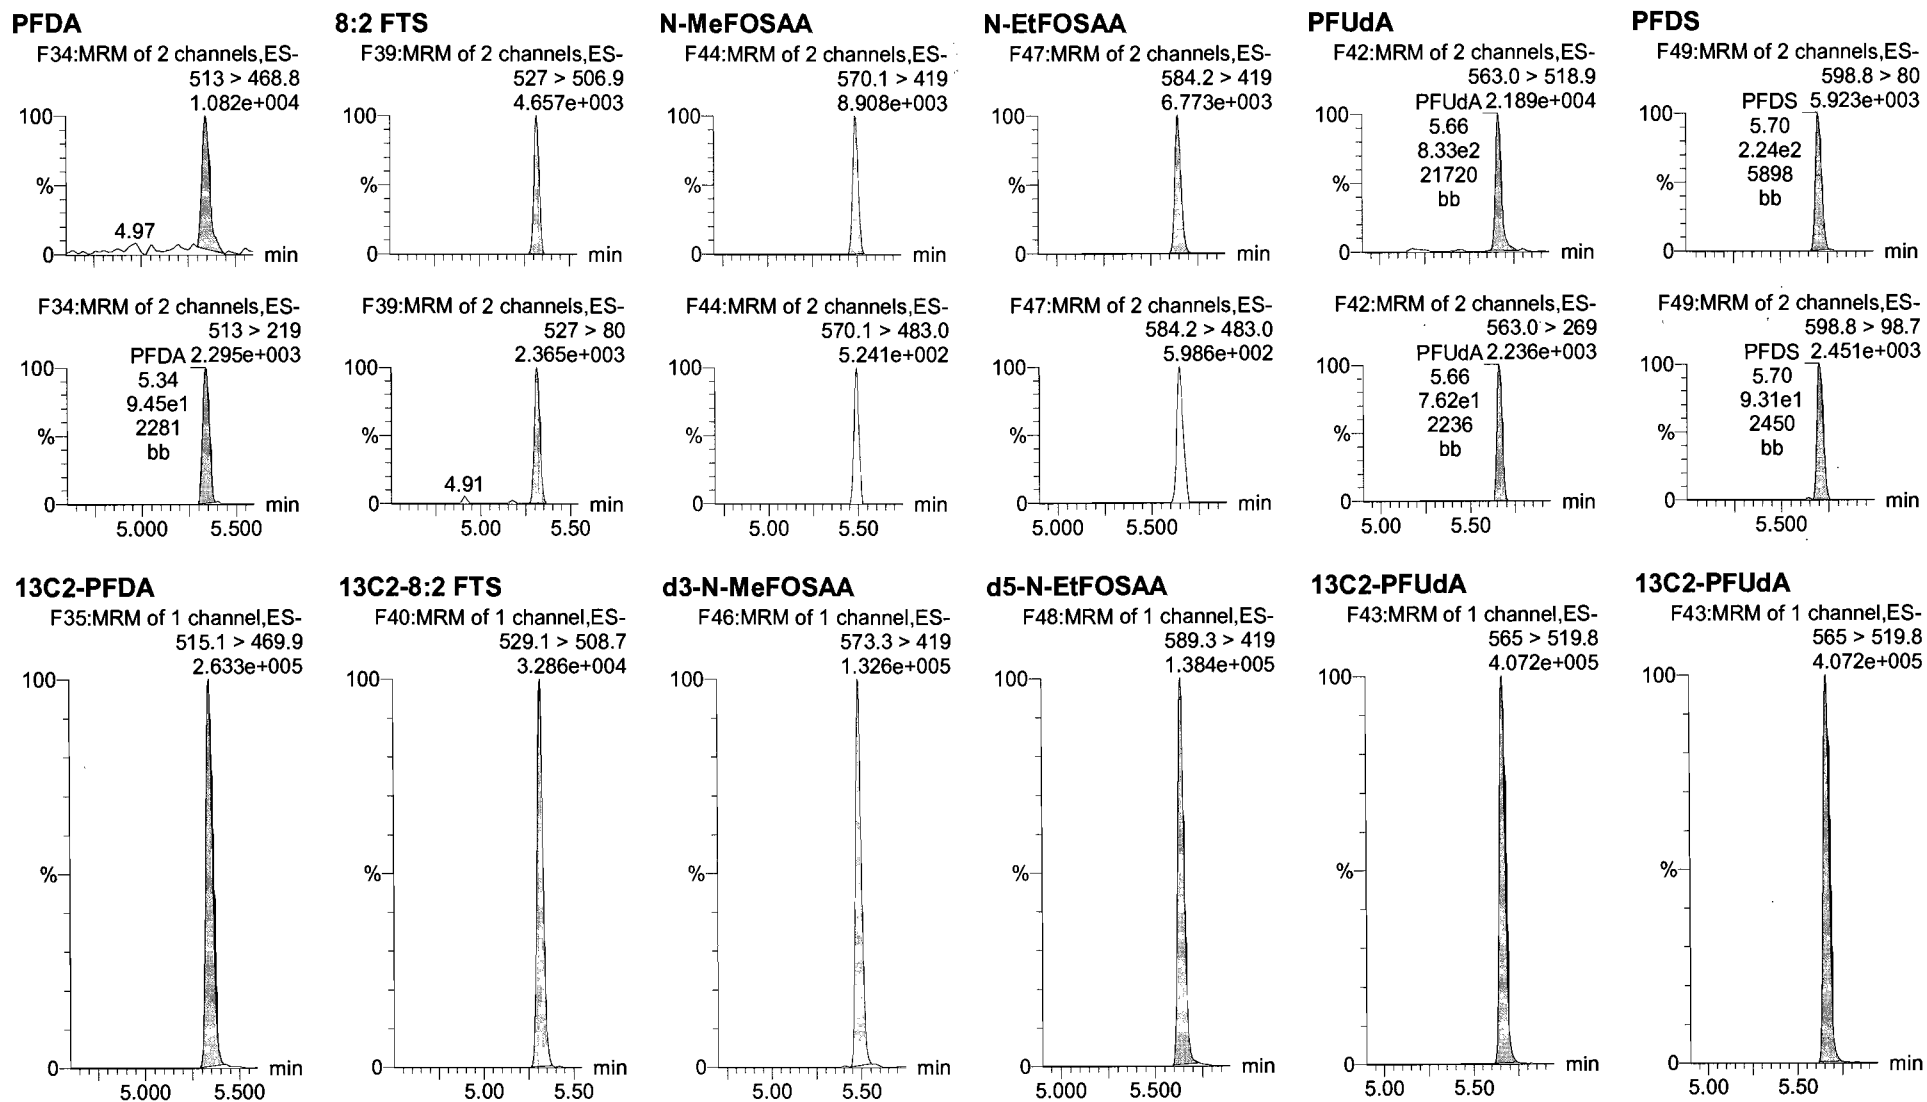 PFDA
F34:MRM of 2 channels,ES-
513 > 468.8
1.082e+004
100
%
4.97
0
min
F34:MRM of 2 channels,ES-
513 > 219
PFDA 2.295e+003
100
5.34
9.45e1
2281
%
bb
0
min
5.000 5.500
8:2 FTS
F39:MRM of 2 channels,ES-
527 > 506.9
4.657e+003
100
%
0
min
F39:MRM of 2 channels,ES-
527 > 80
2.365e+003
100
%
4.91
0
min
5.00 5.50
N-MeFOSAA
F44:MRM of 2 channels,ES-
570.1 > 419
8.908e+003
100
%
0
min
F44:MRM of 2 channels,ES-
570.1 > 483.0
5.241e+002
100
%
0
min
5.00 5.50
N-EtFOSAA
F47:MRM of 2 channels,ES-
584.2 > 419
6.773e+003
100
%
0
min
F47:MRM of 2 channels,ES-
584.2 > 483.0
5.986e+002
100
%
0
min
5.000 5.500
PFUdA
F42:MRM of 2 channels,ES-
563.0 > 518.9
PFUdA 2.189e+004
100
5.66
8.33e2
21720
%
bb
0
min
F42:MRM of 2 channels,ES-
563.0 > 269
PFUdA 2.236e+003
100
5.66
7.62e1
2236
%
bb
0
min
5.00 5.50
PFDS
F49:MRM of 2 channels,ES-
598.8 > 80
PFDS 5.923e+003
100
5.70
2.24e2
5898
%
bb
0
min
F49:MRM of 2 channels,ES-
598.8 > 98.7
PFDS 2.451e+003
100
5.70
9.31e1
2450
%
bb
0
min
5.500
13C2-PFDA
F35:MRM of 1 channel,ES-
515.1 > 469.9
2.633e+005
100
%
0
min
5.000 5.500
13C2-8:2 FTS
F40:MRM of 1 channel,ES-
529.1 > 508.7
3.286e+004
100
%
0
min
5.00 5.50
d3-N-MeFOSAA
F46:MRM of 1 channel,ES-
573.3 > 419
1.326e+005
100
%
0
min
5.00 5.50
d5-N-EtFOSAA
F48:MRM of 1 channel,ES-
589.3 > 419
1.384e+005
100
%
0
min
5.000 5.500
13C2-PFUdA
F43:MRM of 1 channel,ES-
565 > 519.8
4.072e+005
100
%
0
min
5.00 5.50
13C2-PFUdA
F43:MRM of 1 channel,ES-
565 > 519.8
4.072e+005
100
%
0
min
5.00 5.50